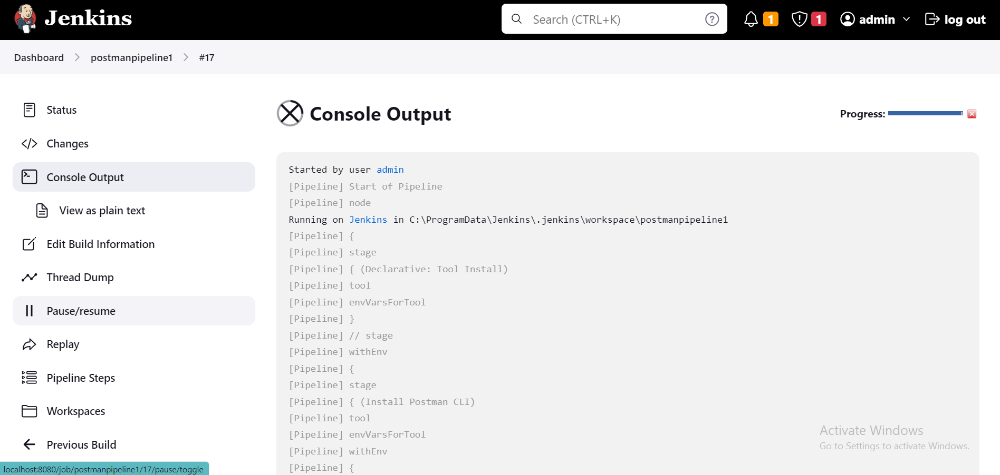 Jenkins
Search (CTRL+K)
1
1
admin
log out
Dashboard
postmanpipeline1
#17
Status
Changes
Console Output
View as plain text
Edit Build Information
Thread Dump
Pause/resume
Replay
Pipeline Steps
Workspaces
Previous Build
Console Output
Progress:
Started by user admin
[Pipeline] Start of Pipeline
[Pipeline] node
Running on Jenkins in C:\ProgramData\Jenkins\.jenkins\workspace\postmanpipeline1
[Pipeline] {
[Pipeline] stage
[Pipeline] { (Declarative: Tool Install)
[Pipeline] tool
[Pipeline] envVarsForTool
[Pipeline] }
[Pipeline] // stage
[Pipeline] withEnv
[Pipeline] {
[Pipeline] stage
[Pipeline] { (Install Postman CLI)
[Pipeline] tool
[Pipeline] envVarsForTool
[Pipeline] withEnv
[Pipeline] {
Activate Windows
Go to Settings to activate Windows.
localhost:8080/job/postmanpipeline1/17/pause/toggle